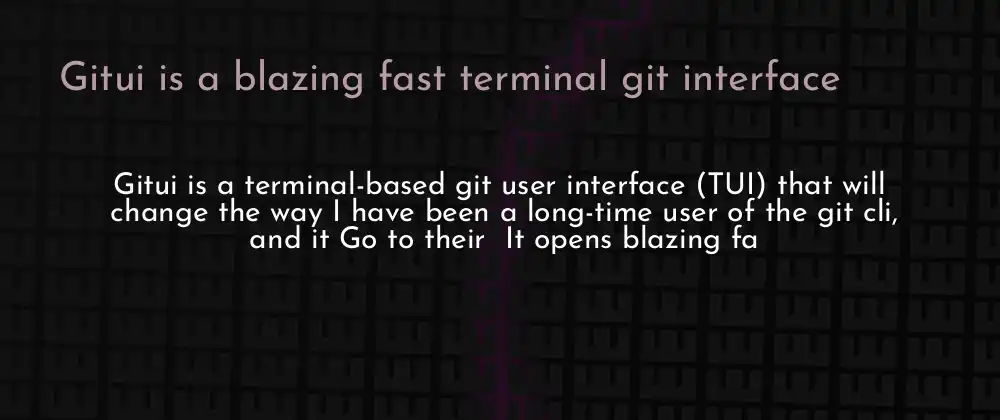 Gitui is a blazing fast terminal git interface
Gitui is a terminal-based git user interface (TUI) that will
change the way I have been a long-time user of the git cli,
and it Go to their  It opens blazing fa